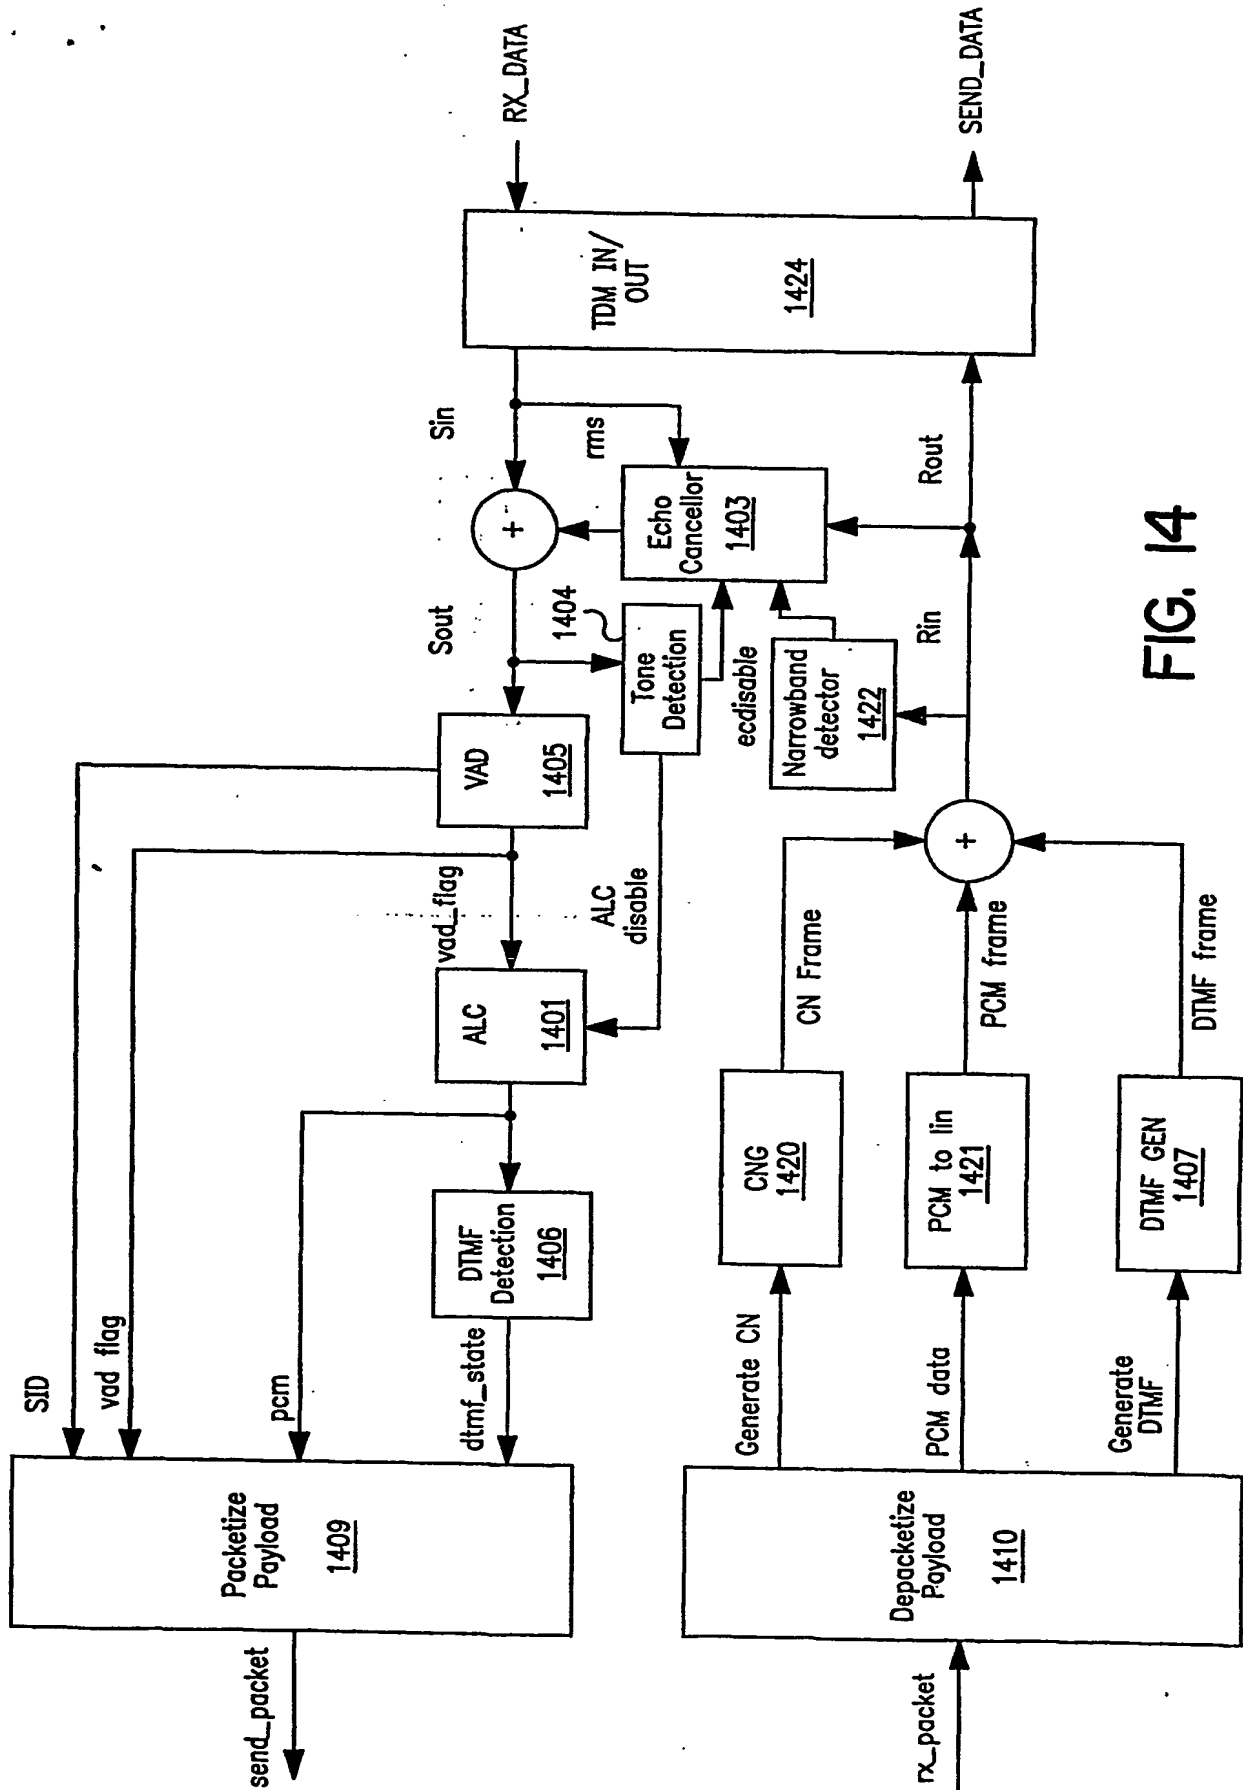 SID
vad flag
pcm
dtmf_state
send_packet
Packetize
Payload
1409
DTMF
Detection
1406
ALC
1401
vad_flag
ALC
disable
VAD
1405
Sout
1404
Tone
Detection
ecdisable
+
Sin
rms
Echo
Cancellor
1403
Narrowband
detector
1422
TDM IN/
OUT
1424
RX_DATA
SEND_DATA
rx_packet
Depacketize
Payload
1410
Generate CN
PCM data
Generate
DTMF
CNG
1420
PCM to lin
1421
DTMF GEN
1407
CN Frame
PCM frame
DTMF frame
+
Rin
Rout
FIG. 14